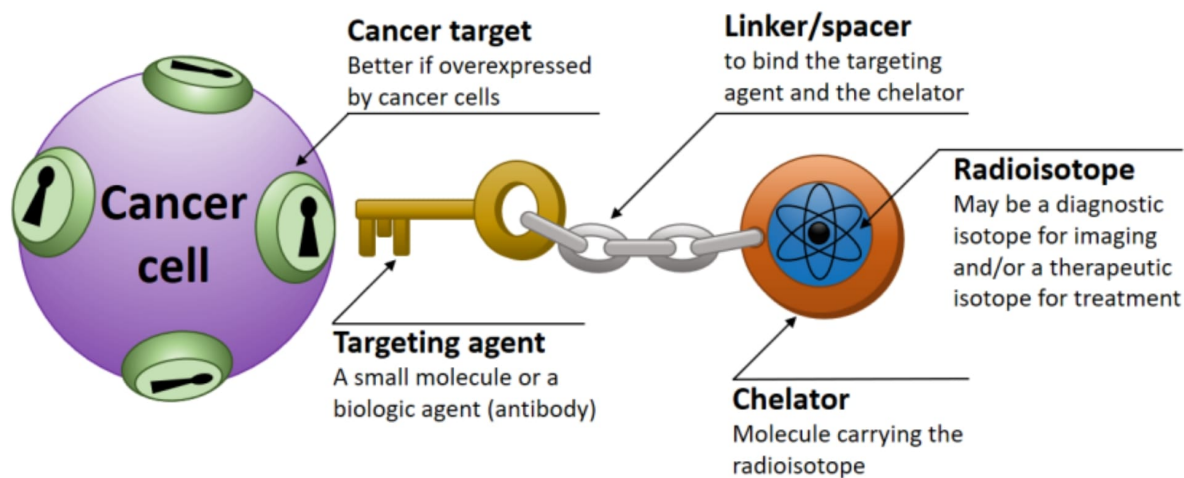 Cancer target
Better if overexpressed
by cancer cells
Linker/spacer
to bind the targeting
agent and the chelator
Radioisotope
May be a diagnostic
isotope for imaging
and/or a therapeutic
isotope for treatment
Cancer
cell
Targeting agent
A small molecule or a
biologic agent (antibody)
Chelator
Molecule carrying the
radioisotope